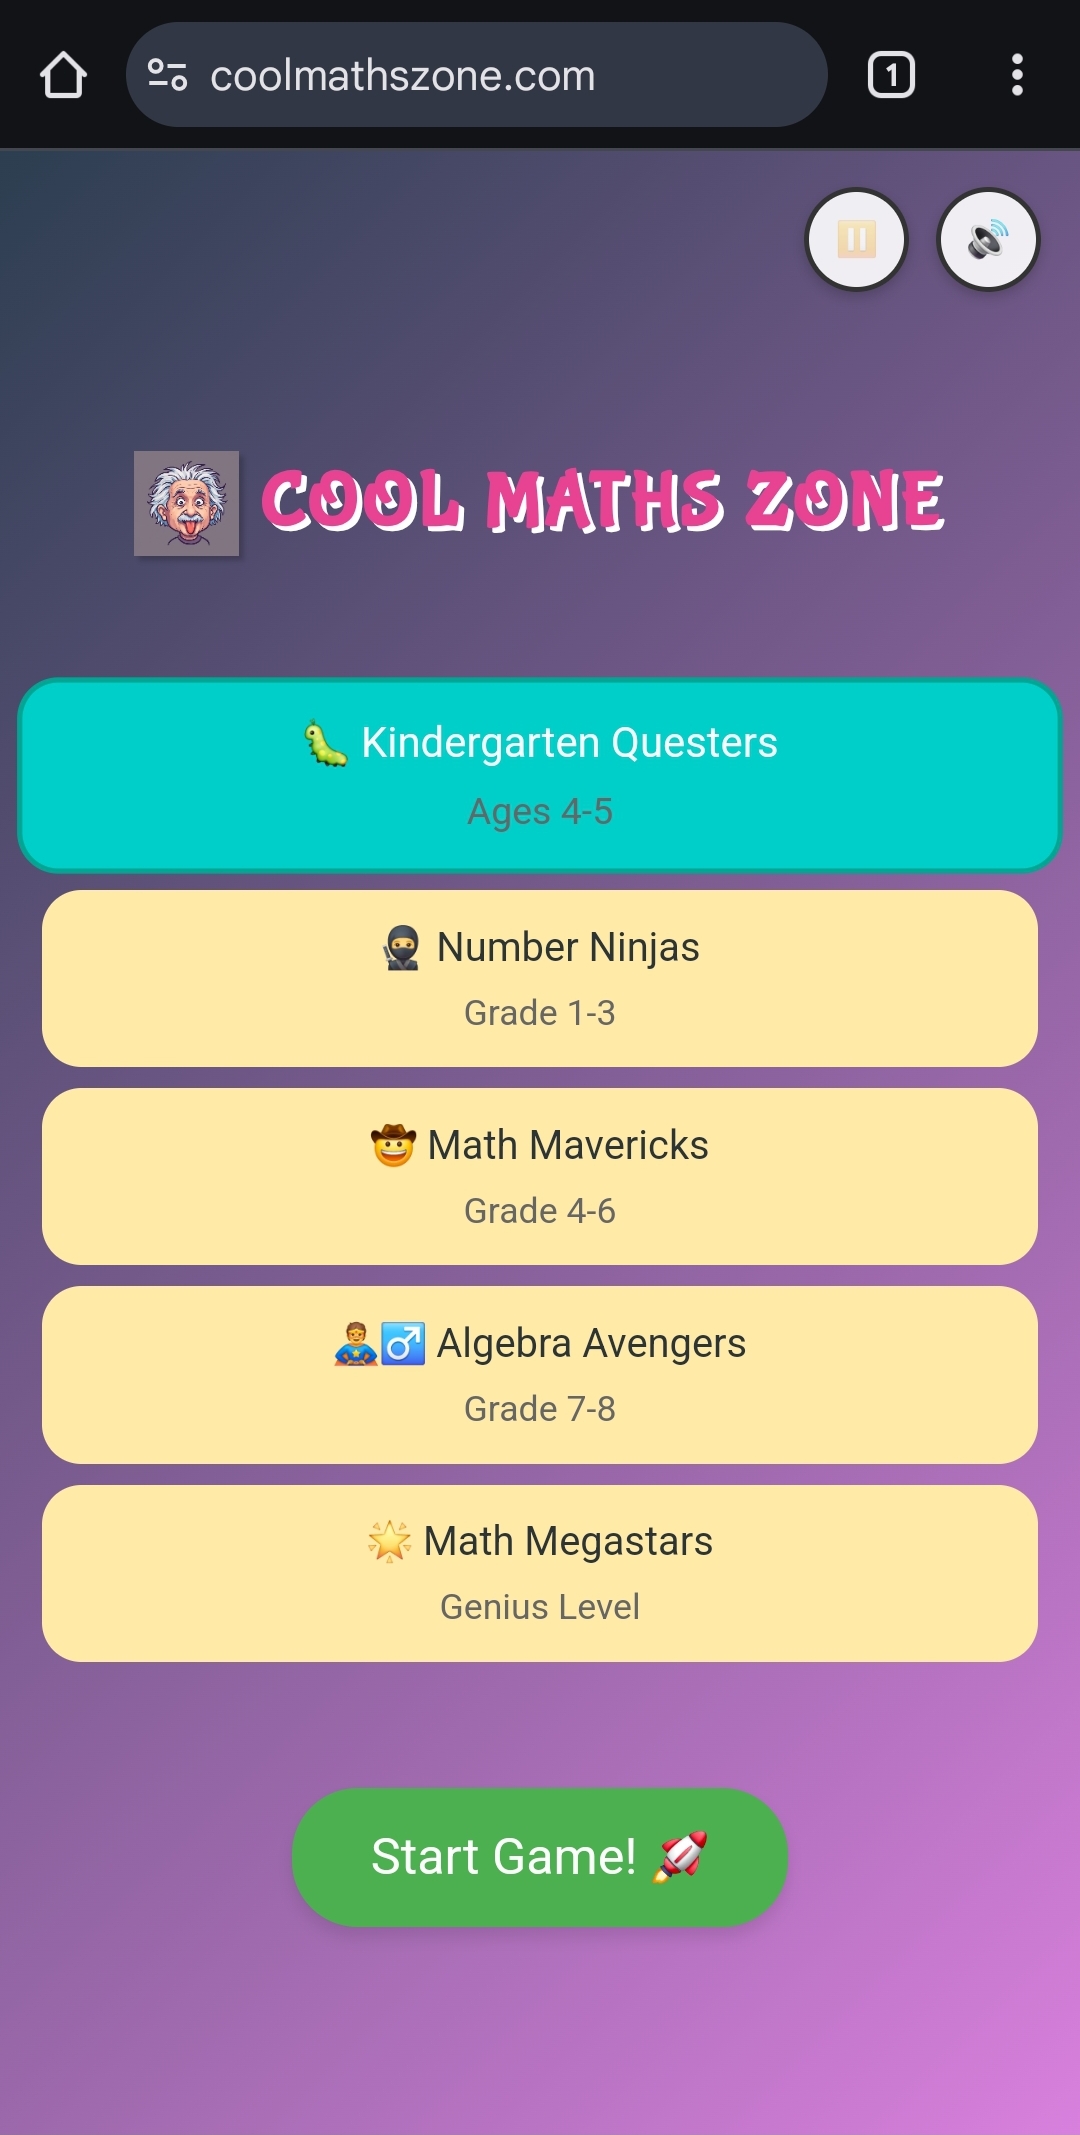 coolmathszone.com
1
COOL MATHS ZONE
🐛 Kindergarten Questers
Ages 4-5
🥷 Number Ninjas
Grade 1-3
🤠 Math Mavericks
Grade 4-6
🦸♂️ Algebra Avengers
Grade 7-8
🌟 Math Megastars
Genius Level
Start Game! 🚀